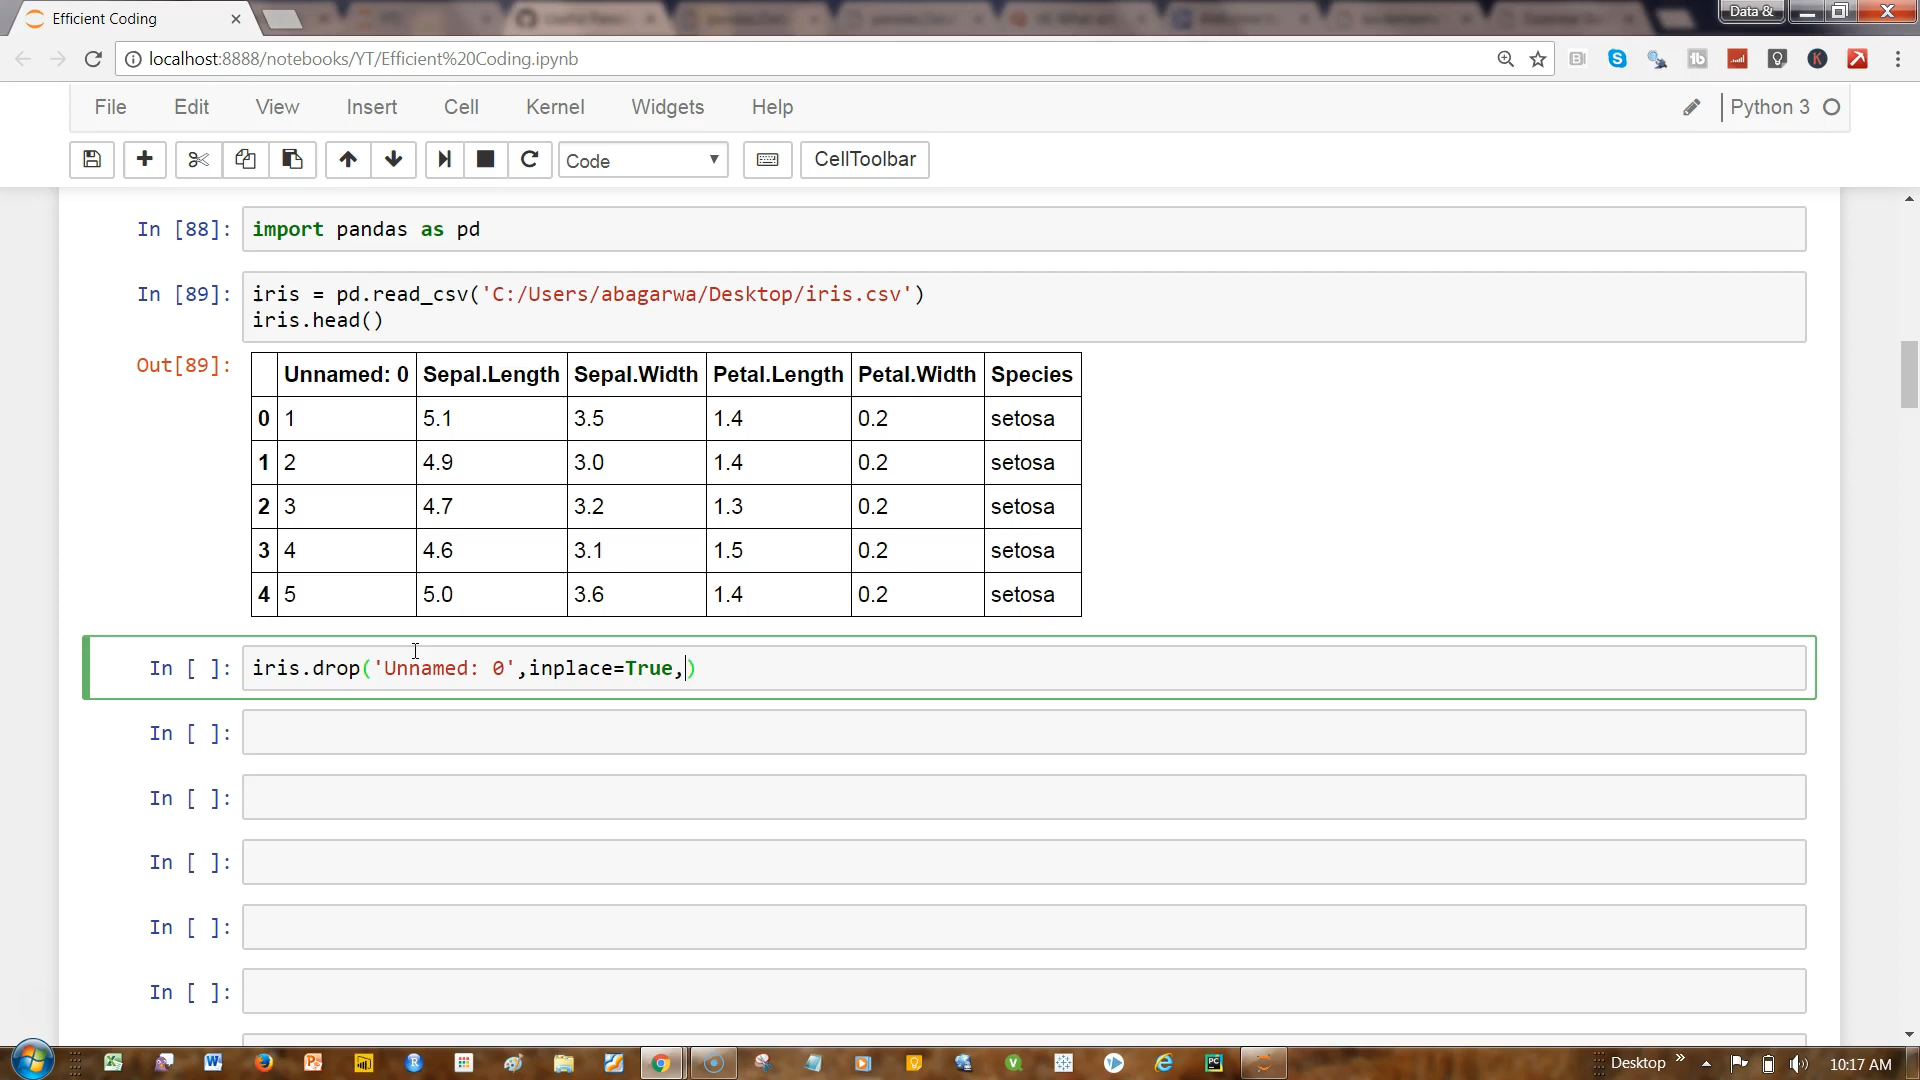 Efficient Coding
Data &
localhost:8888/notebooks/YT/Efficient%20Coding.ipynb
File Edit View Insert Cell Kernel Widgets Help
Python 3
Code
CellToolbar
In [88]: import pandas as pd
In [89]: iris = pd.read_csv('C:/Users/abagarwa/Desktop/iris.csv')
iris.head()
Out[89]:
Unnamed: 0 Sepal.Length Sepal.Width Petal.Length Petal.Width Species
0 1 5.1 3.5 1.4 0.2 setosa
1 2 4.9 3.0 1.4 0.2 setosa
2 3 4.7 3.2 1.3 0.2 setosa
3 4 4.6 3.1 1.5 0.2 setosa
4 5 5.0 3.6 1.4 0.2 setosa
In [ ]: iris.drop('Unnamed: 0',inplace=True,)
In [ ]:
In [ ]:
In [ ]:
In [ ]:
In [ ]:
Desktop
10:17 AM